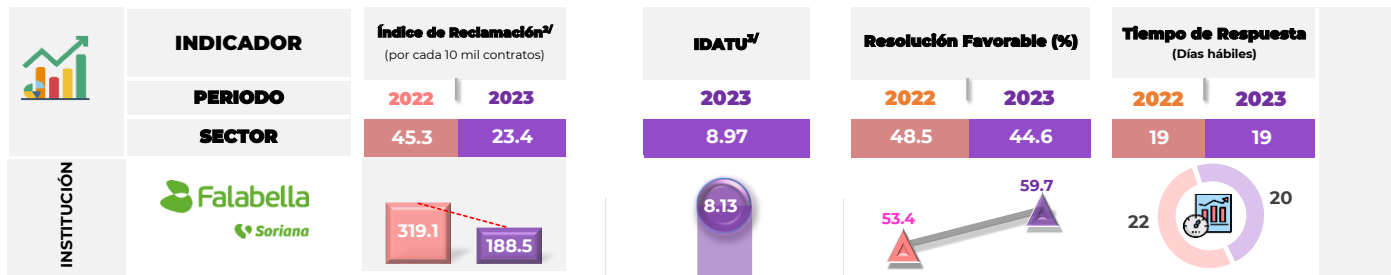 INDICADOR
Índice de Reclamación2/
(por cada 10 mil contratos)
IDATU3/
Resolución Favorable (%)
Tiempo de Respuesta
(Días hábiles)
PERIODO
2022 2023
2023
2022 2023
2022 2023
SECTOR
45.3 23.4
8.97
48.5 44.6
19 19
INSTITUCIÓN
Falabella
Soriana
319.1
188.5
8.13
53.4
59.7
22
20